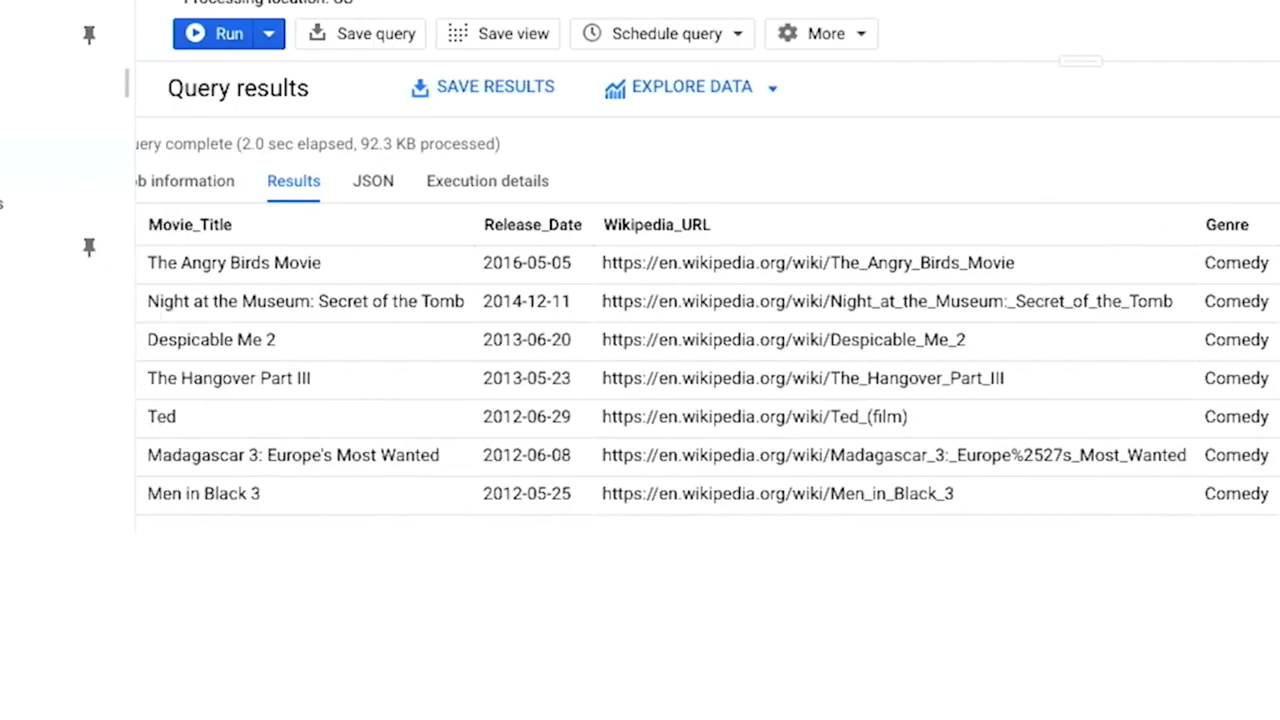 Processing location: US
Run Save query Save view Schedule query More
Query results SAVE RESULTS EXPLORE DATA
uery complete (2.0 sec elapsed, 92.3 KB processed)
b information Results JSON Execution details
s
Movie_Title Release_Date Wikipedia_URL Genre
The Angry Birds Movie 2016-05-05 https://en.wikipedia.org/wiki/The_Angry_Birds_Movie Comedy
Night at the Museum: Secret of the Tomb 2014-12-11 https://en.wikipedia.org/wiki/Night_at_the_Museum:_Secret_of_the_Tomb Comedy
Despicable Me 2 2013-06-20 https://en.wikipedia.org/wiki/Despicable_Me_2 Comedy
The Hangover Part III 2013-05-23 https://en.wikipedia.org/wiki/The_Hangover_Part_III Comedy
Ted 2012-06-29 https://en.wikipedia.org/wiki/Ted_(film) Comedy
Madagascar 3: Europe's Most Wanted 2012-06-08 https://en.wikipedia.org/wiki/Madagascar_3:_Europe%2527s_Most_Wanted Comedy
Men in Black 3 2012-05-25 https://en.wikipedia.org/wiki/Men_in_Black_3 Comedy